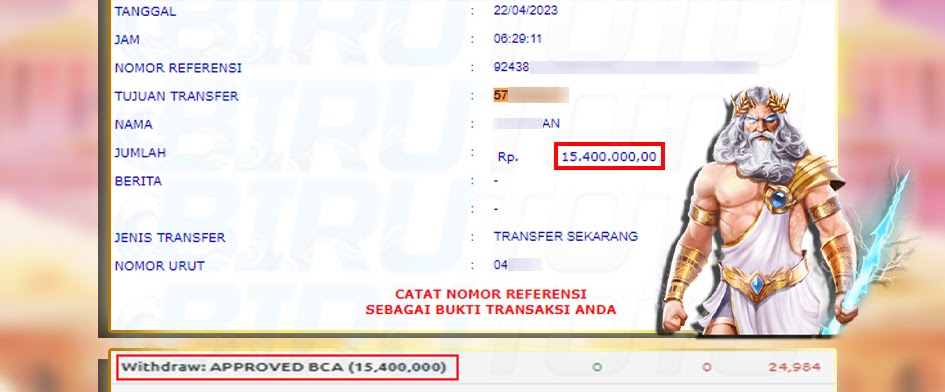 TANGGAL : 22/04/2023
JAM : 06:29:11
NOMOR REFERENSI : 92438
TUJUAN TRANSFER : 57
NAMA : AN
JUMLAH : Rp. 15.400.000,00
BERITA : -
: -
JENIS TRANSFER : TRANSFER SEKARANG
NOMOR URUT : 04
CATAT NOMOR REFERENSI
SEBAGAI BUKTI TRANSAKSI ANDA
Withdraw: APPROVED BCA (15,400,000) 0 0 24,984